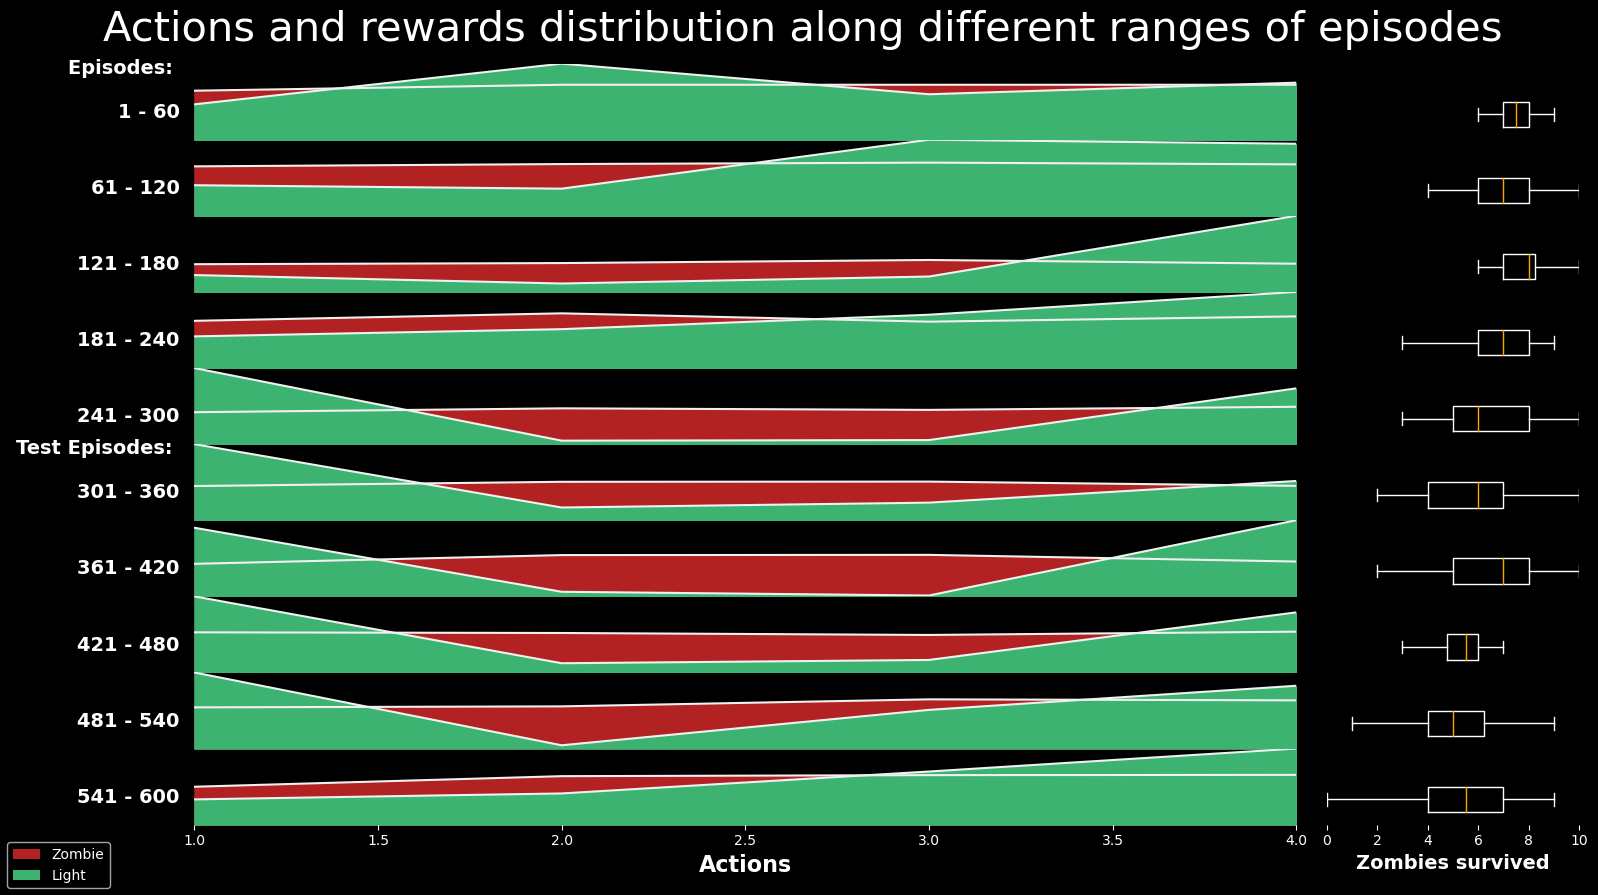 Actions and rewards distribution along different ranges of episodes
Episodes:
1 - 60
61 - 120
121 - 180
181 - 240
241 - 300
Test Episodes:
301 - 360
361 - 420
421 - 480
481 - 540
541 - 600
1.0 1.5 2.0 2.5 3.0 3.5 4.0
Actions
0 2 4 6 8 10
Zombies survived
Zombie
Light